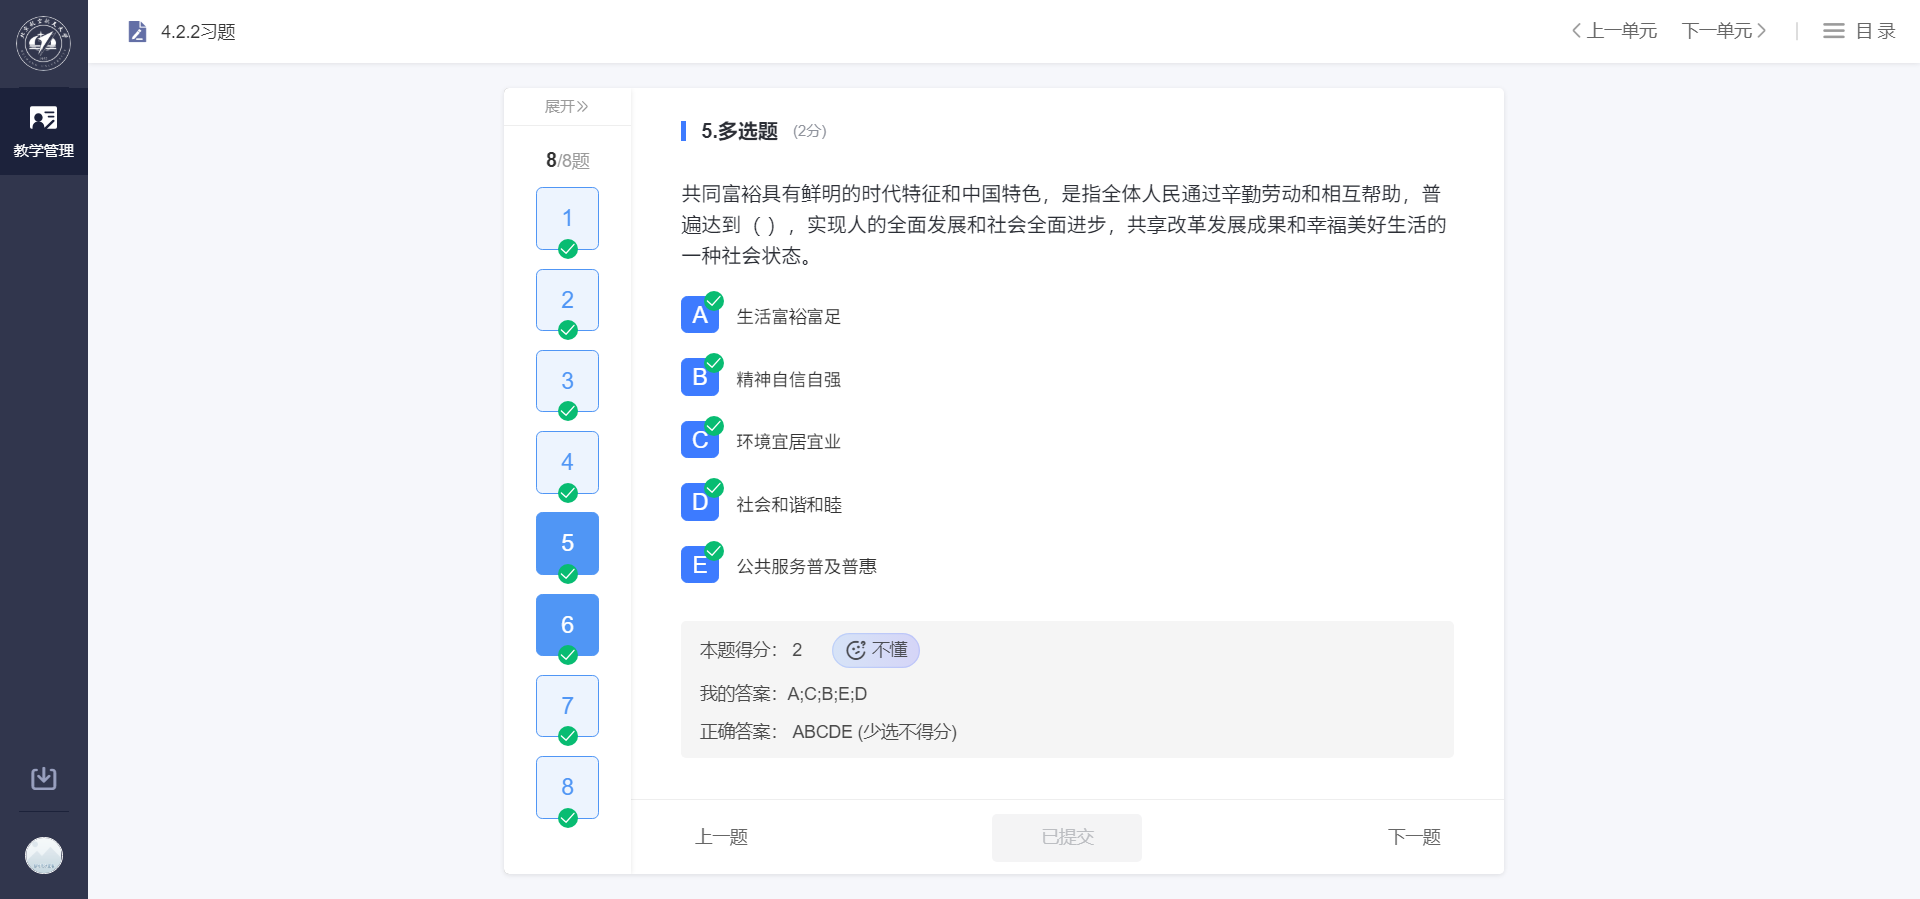 4.2.2习题
上一单元
下一单元
目录
教学管理
展开
8/8题
1
2
3
4
5
6
7
8
5.多选题 (2分)
共同富裕具有鲜明的时代特征和中国特色，是指全体人民通过辛勤劳动和相互帮助，普
遍达到（ ），实现人的全面发展和社会全面进步，共享改革发展成果和幸福美好生活的
一种社会状态。
A 生活富裕富足
B 精神自信自强
C 环境宜居宜业
D 社会和谐和睦
E 公共服务普及普惠
本题得分： 2 不懂
我的答案：A;C;B;E;D
正确答案： ABCDE (少选不得分)
上一题
已提交
下一题